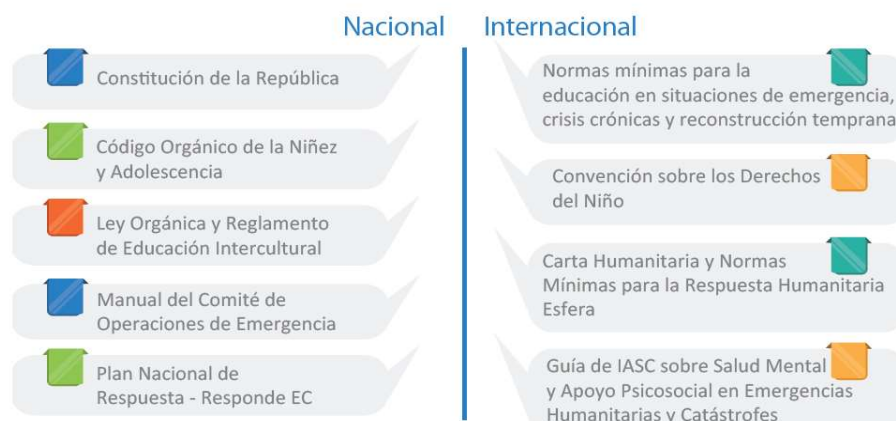 Nacional
Internacional
Constitución de la República
Código Orgánico de la Niñez
y Adolescencia
Ley Orgánica y Reglamento
de Educación Intercultural
Manual del Comité de
Operaciones de Emergencia
Plan Nacional de
Respuesta - Responde EC
Normas mínimas para la
educación en situaciones de emergencia,
crisis crónicas y reconstrucción temprana
Convención sobre los Derechos
del Niño
Carta Humanitaria y Normas
Mínimas para la Respuesta Humanitaria
Esfera
Guía de IASC sobre Salud Mental
y Apoyo Psicosocial en Emergencias
Humanitarias y Catástrofes